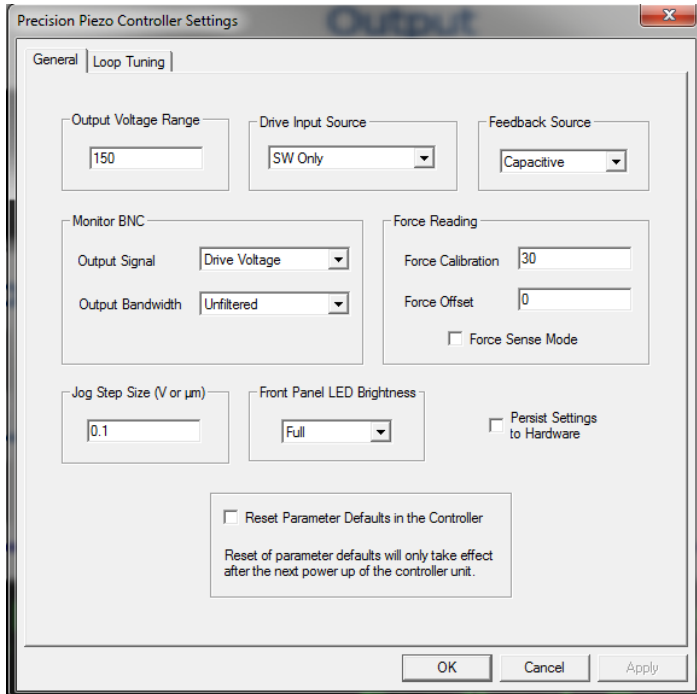 Precision Piezo Controller Settings
Output
General
Loop Tuning
Output Voltage Range
150
Drive Input Source
SW Only
Feedback Source
Capacitive
Monitor BNC
Output Signal
Drive Voltage
Output Bandwidth
Unfiltered
Force Reading
Force Calibration
30
Force Offset
0
Force Sense Mode
Jog Step Size (V or µm)
0.1
Front Panel LED Brightness
Full
Persist Settings
to Hardware
Reset Parameter Defaults in the Controller
Reset of parameter defaults will only take effect
after the next power up of the controller unit.
OK
Cancel
Apply